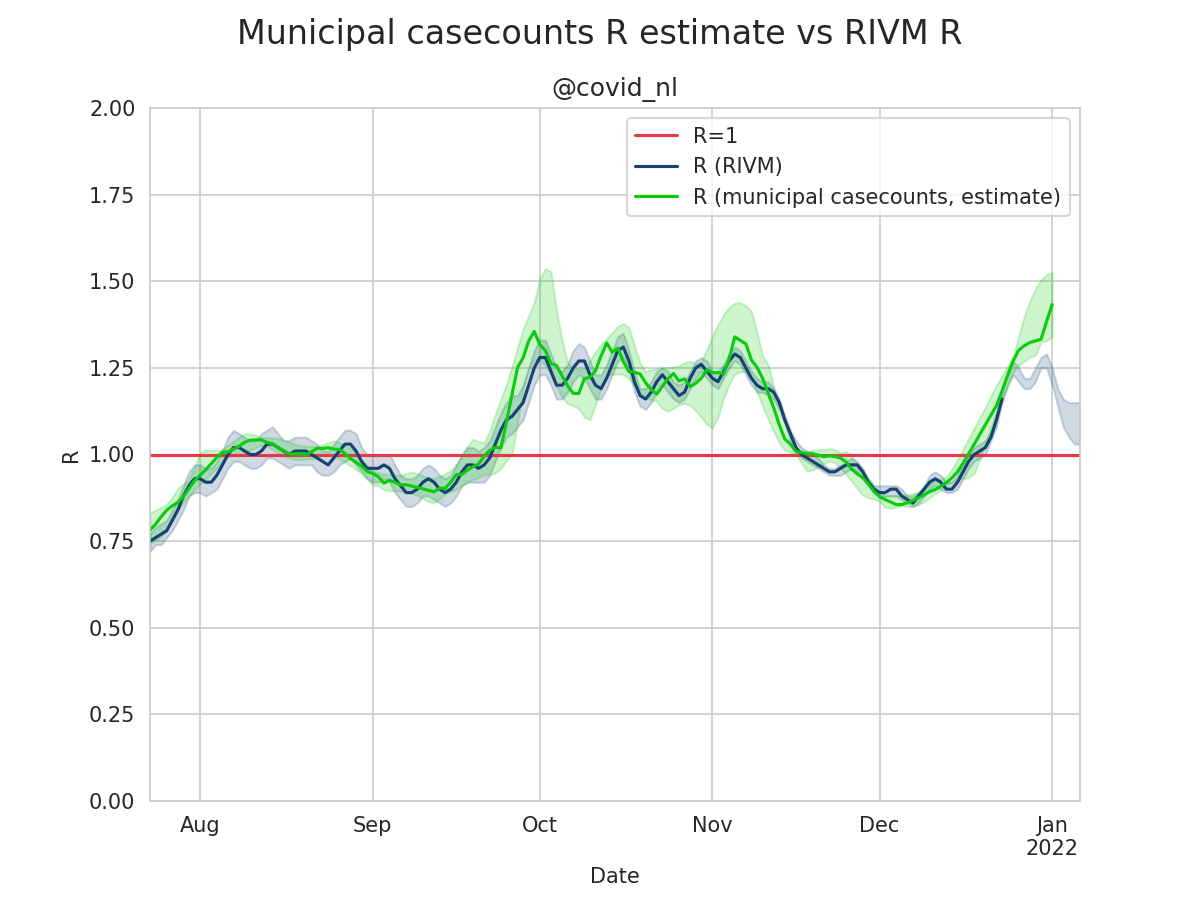 Municipal casecounts R estimate vs RIVM R
@covid_nl
R=1
R (RIVM)
R (municipal casecounts, estimate)
2.00
1.75
1.50
1.25
1.00
0.75
0.50
0.25
0.00
R
Aug
Sep
Oct
Nov
Dec
Jan
2022
Date